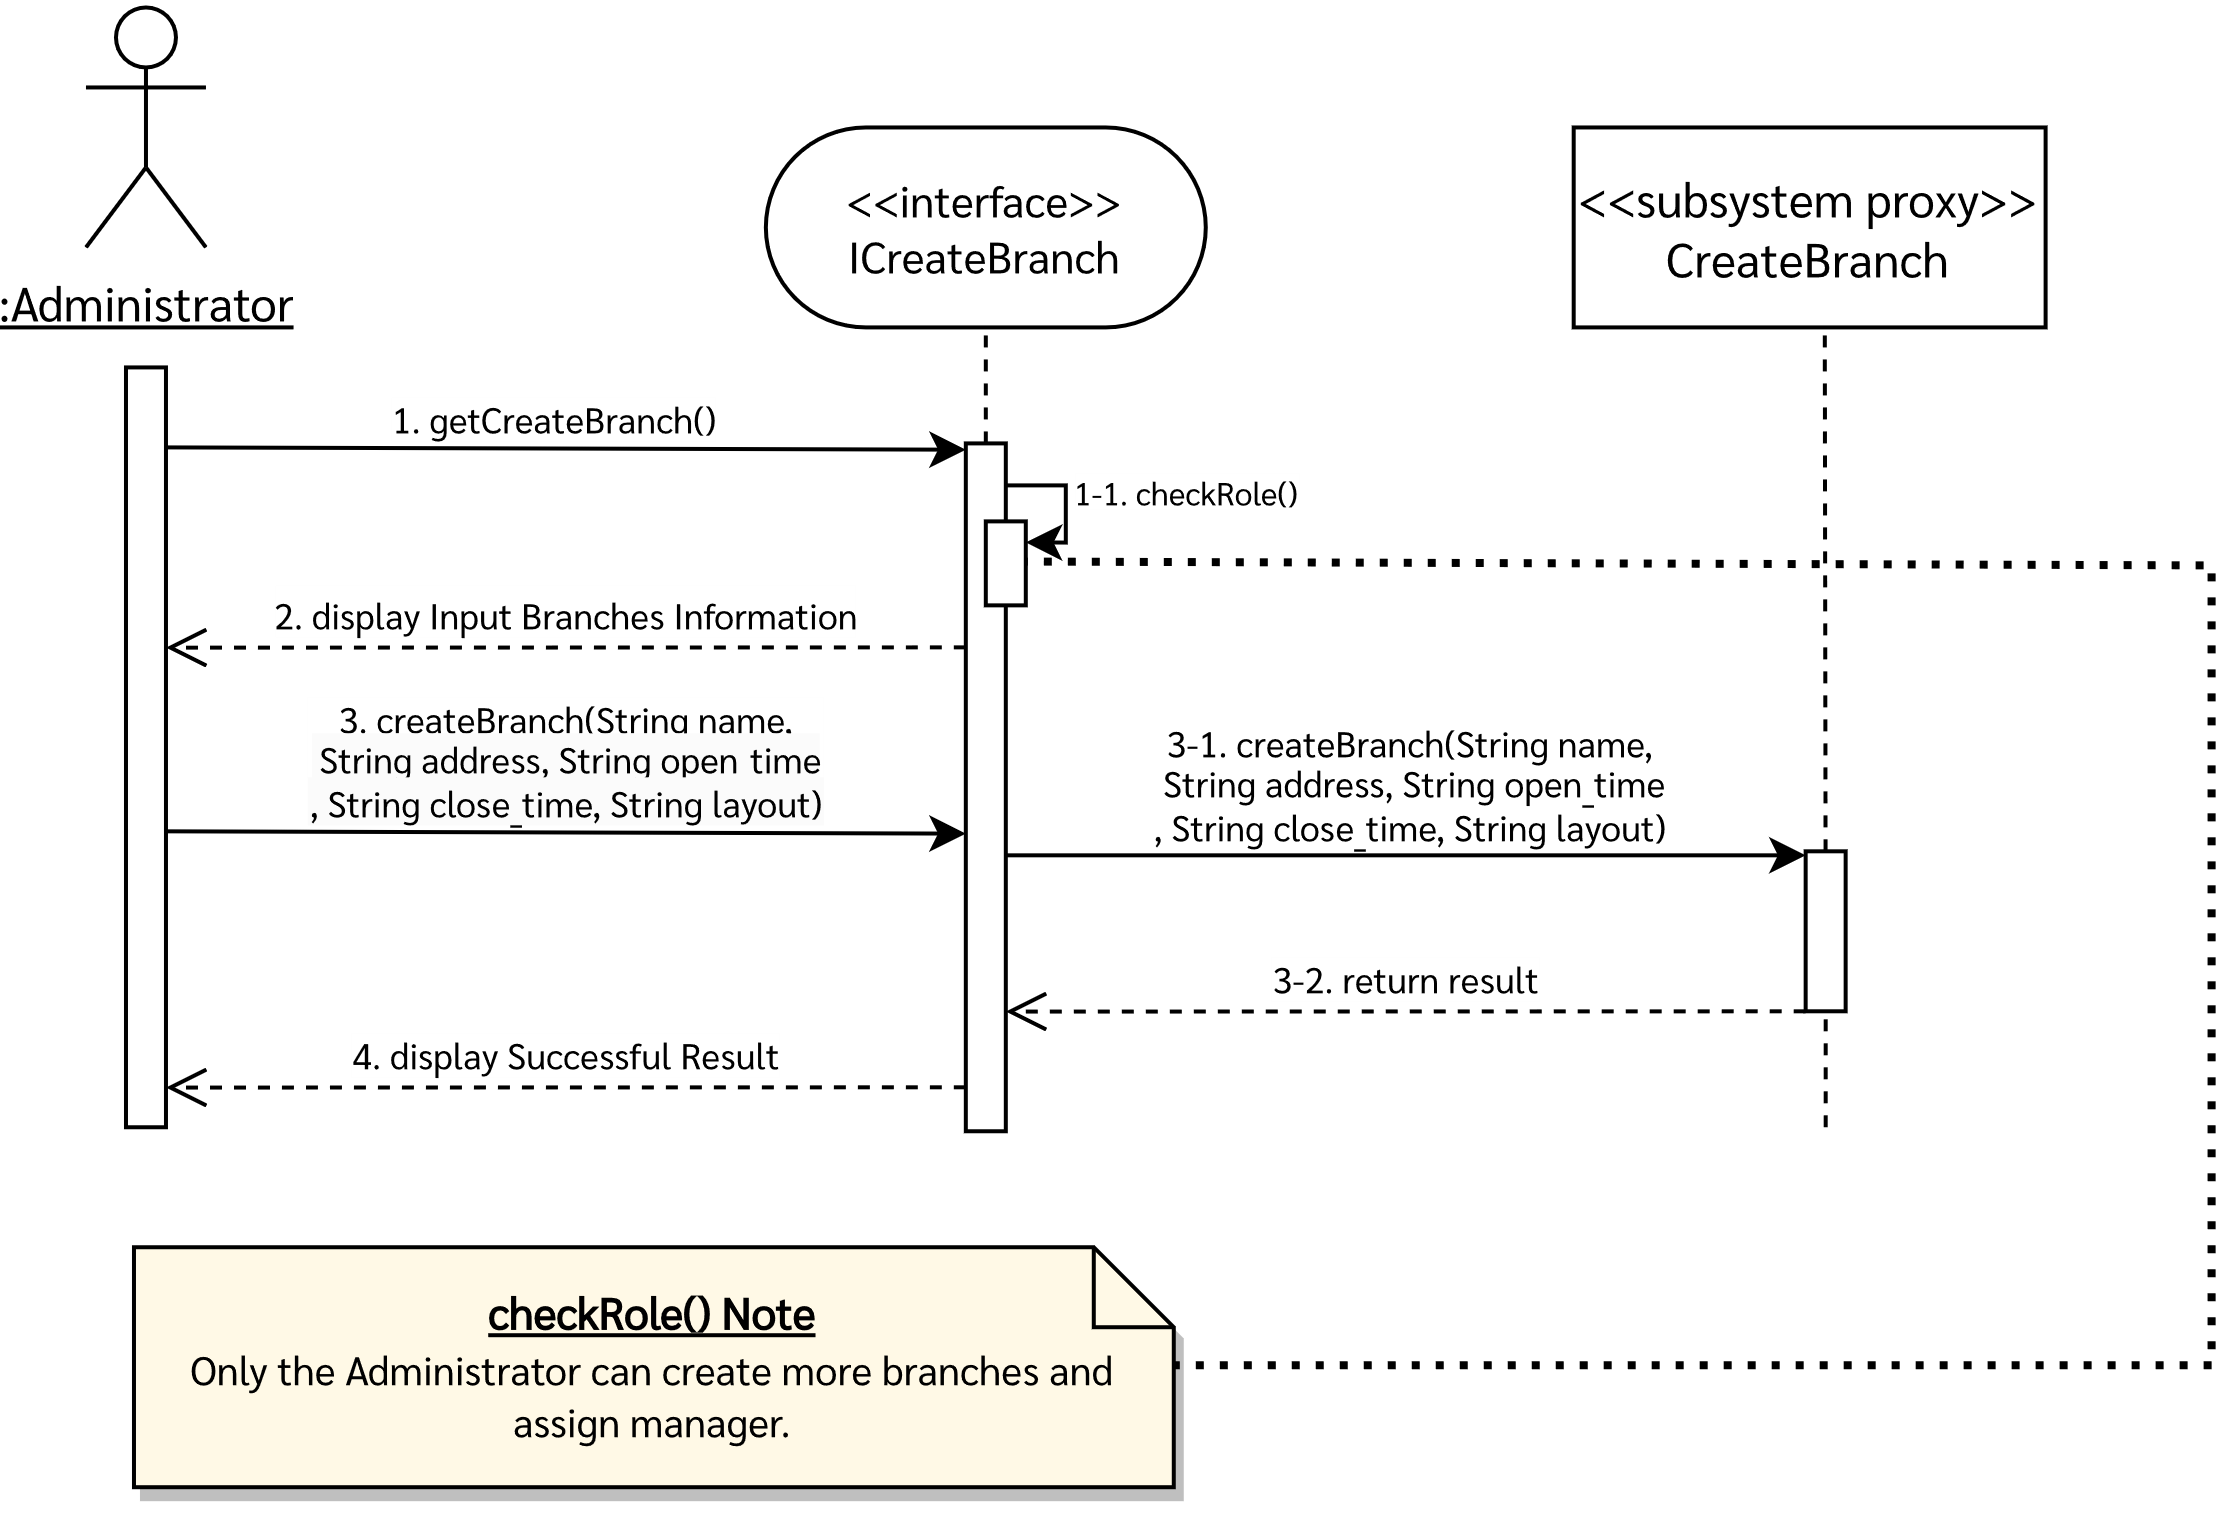 :Administrator
<<interface>>
ICreateBranch
<<subsystem proxy>>
CreateBranch
1. getCreateBranch()
1-1. checkRole()
2. display Input Branches Information
3. createBranch(String name,
String address, String open_time
, String close_time, String layout)
3-1. createBranch(String name,
String address, String open_time
, String close_time, String layout)
3-2. return result
4. display Successful Result
checkRole() Note
Only the Administrator can create more branches and
assign manager.